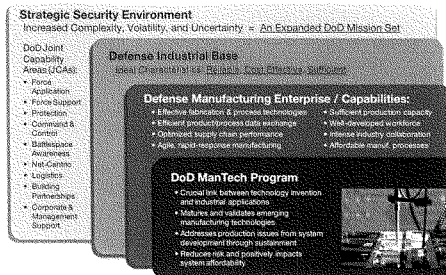 Strategic Security Environment
Increased Complexity, Volatility, and Uncertainty = An Expanded DoD Mission Set
DoD Joint
Capability
Areas (JCAs):
• Force
Application
• Force Support
• Protection
• Command &
Control
• Battlespace
Awareness
• Net-Centric
• Logistics
• Building
Partnerships
• Corporate &
Management
Support
Defense Industrial Base
Ideal Characteristics: Reliable, Cost-Effective, Sufficient
Defense Manufacturing Enterprise / Capabilities:
• Effective fabrication & process technologies
• Efficient product/process data exchange
• Optimized supply chain performance
• Agile, rapid-response manufacturing
• Sufficient production capacity
• Well-developed workforce
• Intense industry collaboration
• Affordable manuf. processes
DoD ManTech Program
• Crucial link between technology invention
and industrial applications
• Matures and validates emerging
manufacturing technologies
• Addresses production issues from system
development through sustainment
• Reduces risk and positively impacts
system affordability